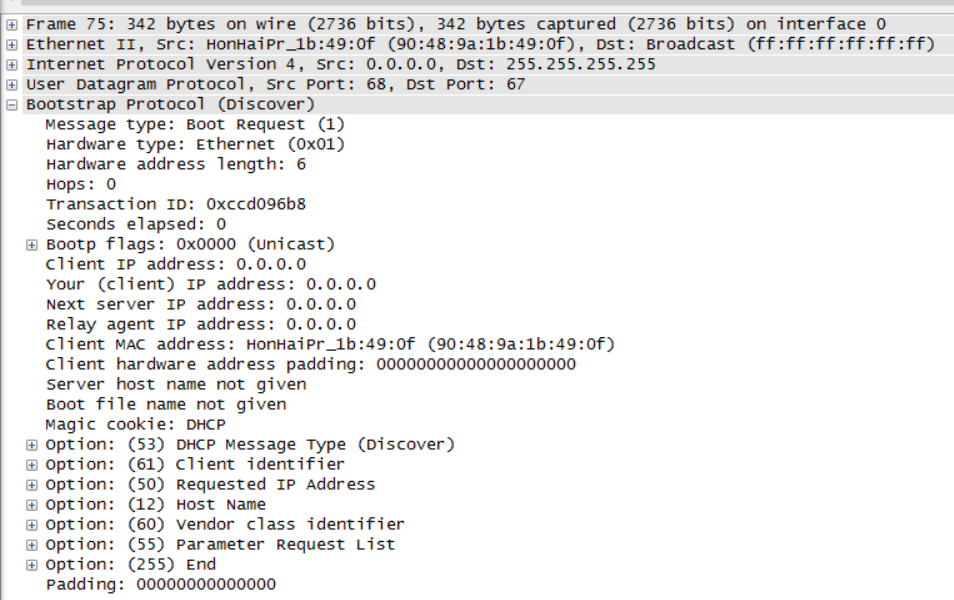 Frame 75: 342 bytes on wire (2736 bits), 342 bytes captured (2736 bits) on interface 0
Ethernet II, Src: HonHaiPr_1b:49:0f (90:48:9a:1b:49:0f), Dst: Broadcast (ff:ff:ff:ff:ff:ff)
Internet Protocol Version 4, Src: 0.0.0.0, Dst: 255.255.255.255
User Datagram Protocol, Src Port: 68, Dst Port: 67
Bootstrap Protocol (Discover)
Message type: Boot Request (1)
Hardware type: Ethernet (0x01)
Hardware address length: 6
Hops: 0
Transaction ID: 0xccd096b8
Seconds elapsed: 0
Bootp flags: 0x0000 (Unicast)
Client IP address: 0.0.0.0
Your (client) IP address: 0.0.0.0
Next server IP address: 0.0.0.0
Relay agent IP address: 0.0.0.0
Client MAC address: HonHaiPr_1b:49:0f (90:48:9a:1b:49:0f)
Client hardware address padding: 00000000000000000000
Server host name not given
Boot file name not given
Magic cookie: DHCP
Option: (53) DHCP Message Type (Discover)
Option: (61) Client identifier
Option: (50) Requested IP Address
Option: (12) Host Name
Option: (60) Vendor class identifier
Option: (55) Parameter Request List
Option: (255) End
Padding: 00000000000000